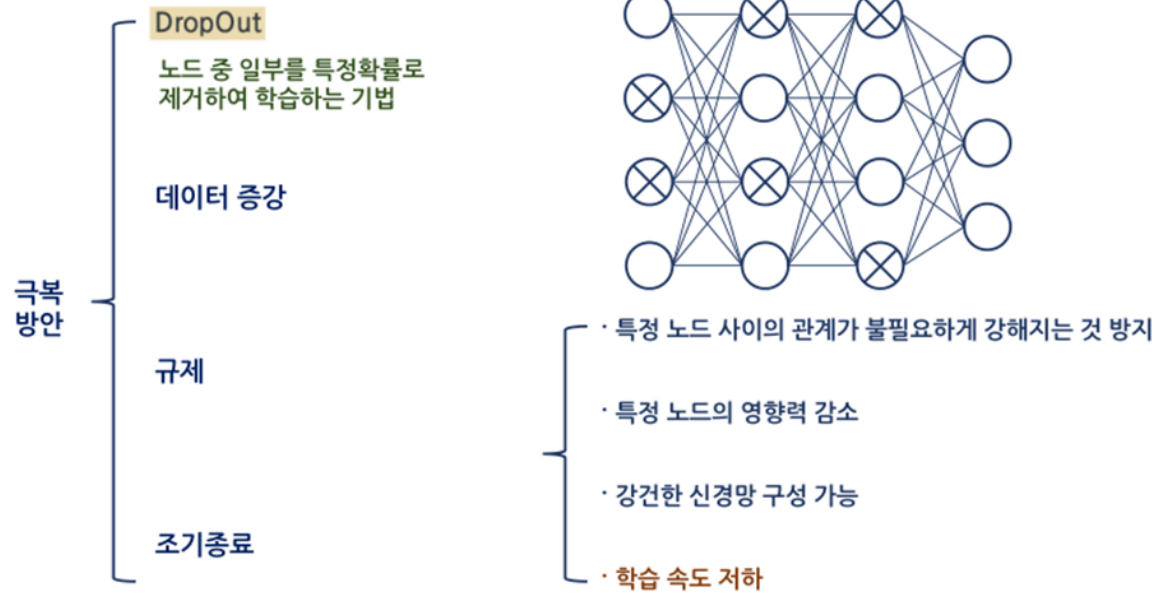 DropOut
노드 중 일부를 특정확률로
제거하여 학습하는 기법
데이터 증강
극복
방안
규제
조기종료
· 특정 노드 사이의 관계가 불필요하게 강해지는 것 방지
· 특정 노드의 영향력 감소
· 강건한 신경망 구성 가능
· 학습 속도 저하